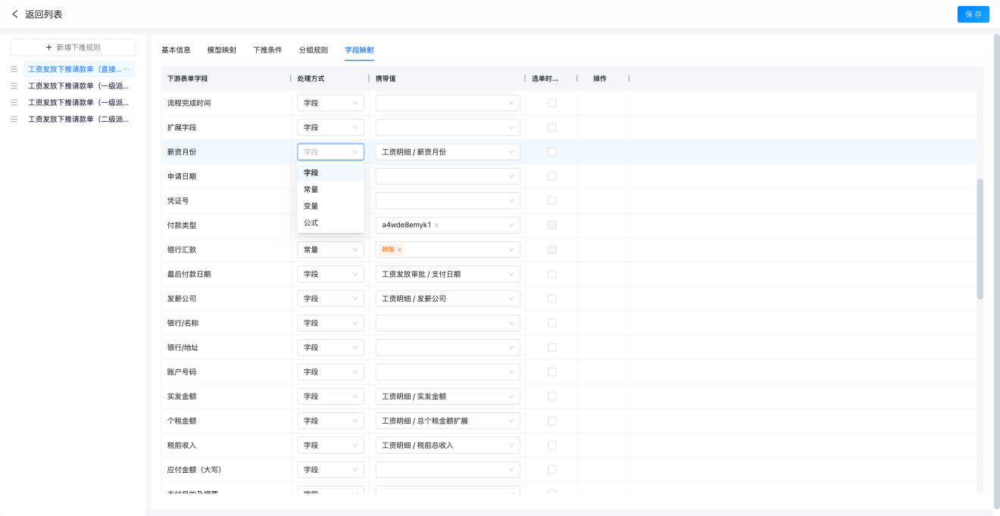 返回列表
保 存
+ 新增下推规则
工资发放下推请款单（直接... ...
工资发放下推请款单（一级派...
工资发放下推请款单（一级派...
工资发放下推请款单（二级派...
基本信息 模型映射 下推条件 分组规则 字段映射
下游表单字段 处理方式 携带值 选单时... 操作
流程完成时间 字段
扩展字段 字段
薪资月份 字段 工资明细 / 薪资月份
字段
常量
变量
公式
申请日期
凭证号
付款类型 a4wde8emyk1 ×
银行汇款 常量 转账 ×
最后付款日期 字段 工资发放审批 / 支付日期
发薪公司 字段 工资明细 / 发薪公司
银行/名称 字段
银行/地址 字段
账户号码 字段
实发金额 字段 工资明细 / 实发金额
个税金额 字段 工资明细 / 总个税金额扩展
税前收入 字段 工资明细 / 税前总收入
应付金额（大写） 字段
支付目的及摘要 字段